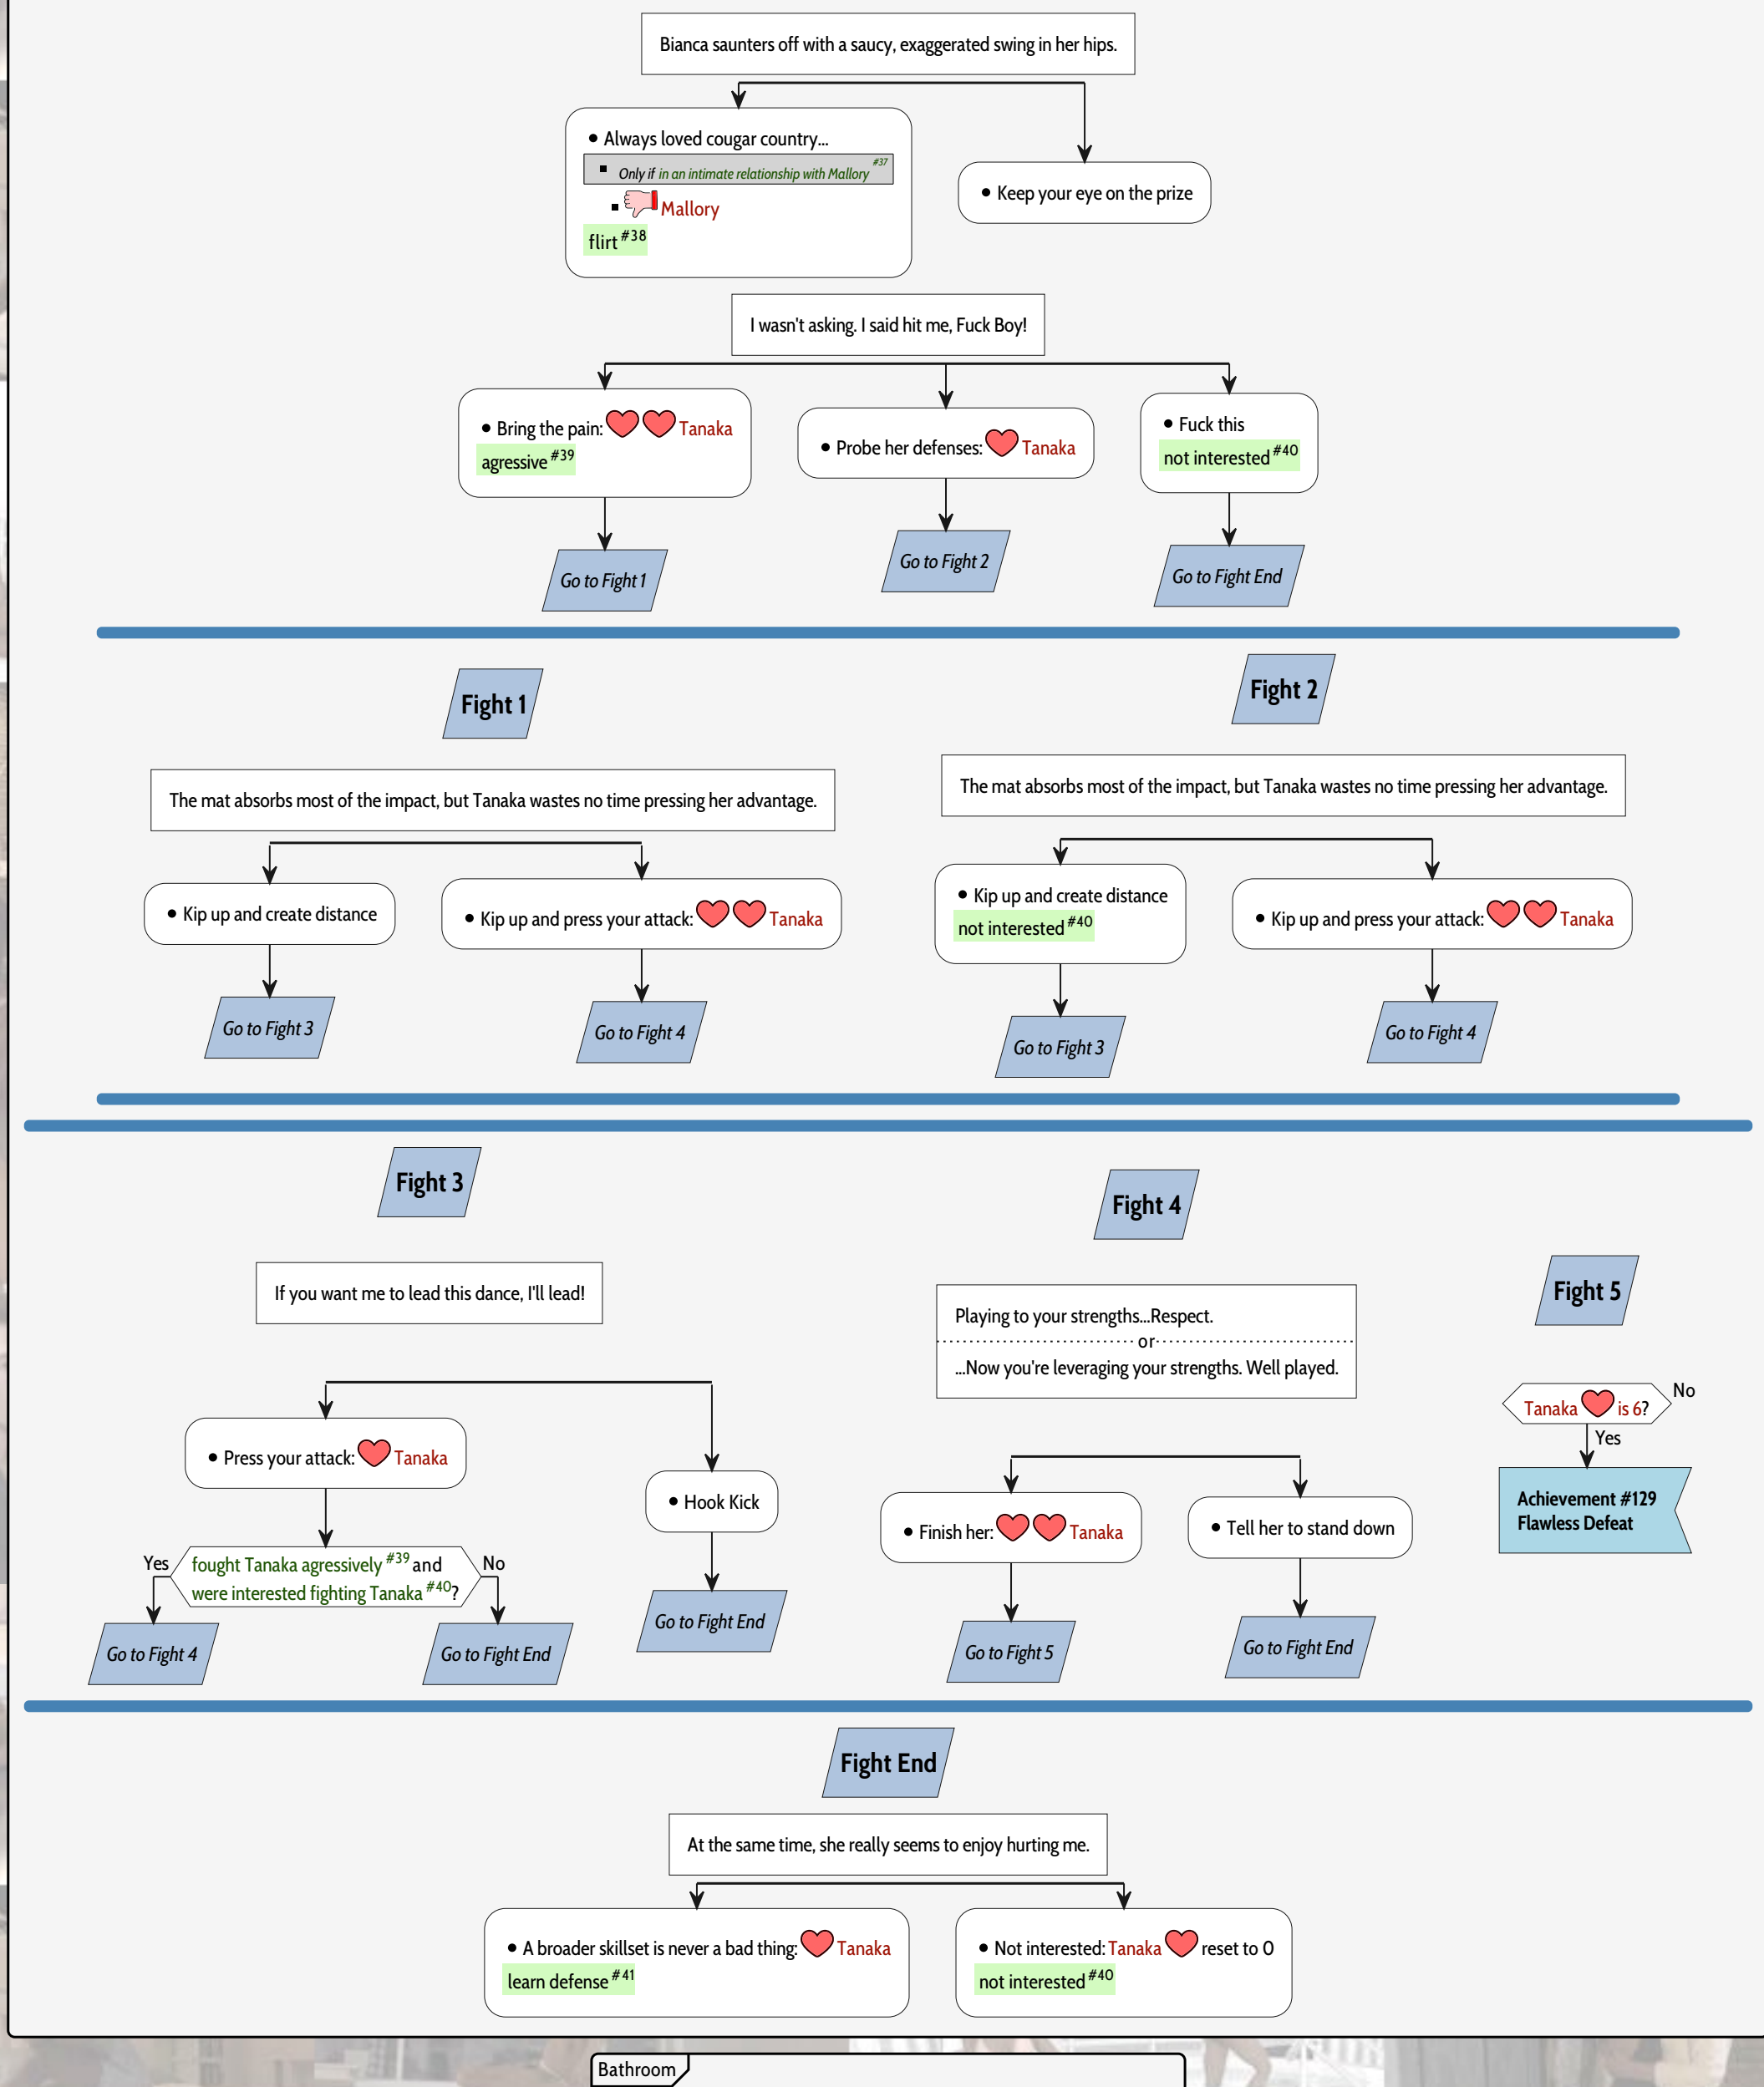 Bianca saunters off with a saucy, exaggerated swing in her hips.
Always loved cougar country...
Only if in an intimate relationship with Mallory #37
Mallory
flirt #38
Keep your eye on the prize
I wasn't asking. I said hit me, Fuck Boy!
Bring the pain: Tanaka
agressive #39
Probe her defenses: Tanaka
Fuck this
not interested #40
Go to Fight 1
Go to Fight 2
Go to Fight End
Fight 1
The mat absorbs most of the impact, but Tanaka wastes no time pressing her advantage.
Kip up and create distance
Kip up and press your attack: Tanaka
Go to Fight 3
Go to Fight 4
Fight 2
The mat absorbs most of the impact, but Tanaka wastes no time pressing her advantage.
Kip up and create distance
not interested #40
Kip up and press your attack: Tanaka
Go to Fight 3
Go to Fight 4
Fight 3
If you want me to lead this dance, I'll lead!
Press your attack: Tanaka
Hook Kick
Yes
fought Tanaka agressively #39 and
were interested fighting Tanaka #40?
No
Go to Fight 4
Go to Fight End
Go to Fight End
Fight 4
Playing to your strengths...Respect.
or
...Now you're leveraging your strengths. Well played.
Finish her: Tanaka
Tell her to stand down
Go to Fight 5
Go to Fight End
Fight 5
Tanaka is 6?
No
Yes
Achievement #129
Flawless Defeat
Fight End
At the same time, she really seems to enjoy hurting me.
A broader skillset is never a bad thing: Tanaka
learn defense #41
Not interested: Tanaka reset to 0
not interested #40
Bathroom